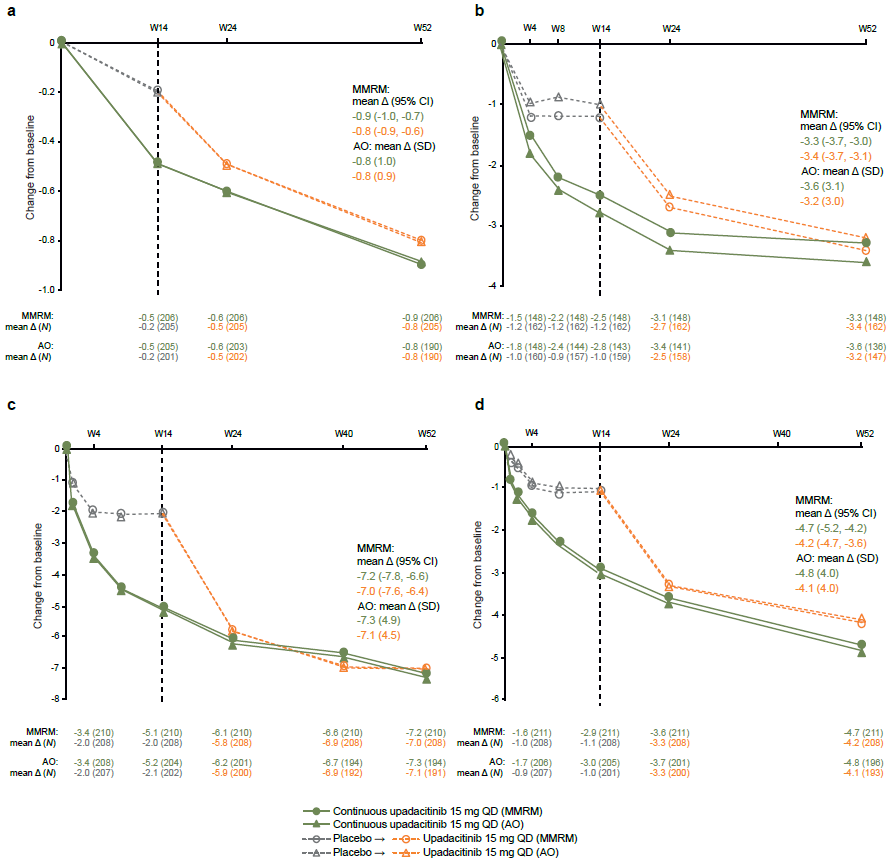 a
W14 W24 W52
0
-0.2
-0.4
-0.6
-0.8
-1.0
Change from baseline
MMRM:
mean Δ (95% CI)
-0.9 (-1.0, -0.7)
-0.8 (-0.9, -0.6)
AO: mean Δ (SD)
-0.8 (1.0)
-0.8 (0.9)
MMRM: -0.5 (206) -0.6 (206) -0.9 (206)
mean Δ (N) -0.2 (205) -0.5 (205) -0.8 (205)
AO: -0.5 (205) -0.6 (203) -0.8 (190)
mean Δ (N) -0.2 (201) -0.5 (202) -0.8 (190)
b
W4 W8 W14 W24 W52
0
-1
-2
-3
-4
Change from baseline
MMRM:
mean Δ (95% CI)
-3.3 (-3.7, -3.0)
-3.4 (-3.7, -3.1)
AO: mean Δ (SD)
-3.6 (3.1)
-3.2 (3.0)
MMRM: -1.5 (148) -2.2 (148) -2.5 (148) -3.1 (148) -3.3 (148)
mean Δ (N) -1.2 (162) -1.2 (162) -1.2 (162) -2.7 (162) -3.4 (162)
AO: -1.8 (148) -2.4 (144) -2.8 (143) -3.4 (141) -3.6 (136)
mean Δ (N) -1.0 (160) -0.9 (157) -1.0 (159) -2.5 (158) -3.2 (147)
c
W4 W14 W24 W40 W52
0
-1
-2
-3
-4
-5
-6
-7
-8
Change from baseline
MMRM:
mean Δ (95% CI)
-7.2 (-7.8, -6.6)
-7.0 (-7.6, -6.4)
AO: mean Δ (SD)
-7.3 (4.9)
-7.1 (4.5)
MMRM: -3.4 (210) -5.1 (210) -6.1 (210) -6.6 (210) -7.2 (210)
mean Δ (N) -2.0 (208) -2.0 (208) -5.8 (208) -6.9 (208) -7.0 (208)
AO: -3.4 (208) -5.2 (204) -6.2 (201) -6.7 (194) -7.3 (194)
mean Δ (N) -2.0 (207) -2.1 (202) -5.9 (200) -6.9 (192) -7.1 (191)
d
W4 W14 W24 W40 W52
0
-1
-2
-3
-4
-5
-6
Change from baseline
MMRM:
mean Δ (95% CI)
-4.7 (-5.2, -4.2)
-4.2 (-4.7, -3.6)
AO: mean Δ (SD)
-4.8 (4.0)
-4.1 (4.0)
MMRM: -1.6 (211) -2.9 (211) -3.6 (211) -4.7 (211)
mean Δ (N) -1.0 (208) -1.1 (208) -3.3 (208) -4.2 (208)
AO: -1.7 (206) -3.0 (205) -3.7 (201) -4.8 (196)
mean Δ (N) -0.9 (207) -1.0 (201) -3.3 (200) -4.1 (193)
Continuous upadacitinib 15 mg QD (MMRM)
Continuous upadacitinib 15 mg QD (AO)
Placebo → Upadacitinib 15 mg QD (MMRM)
Placebo → Upadacitinib 15 mg QD (AO)